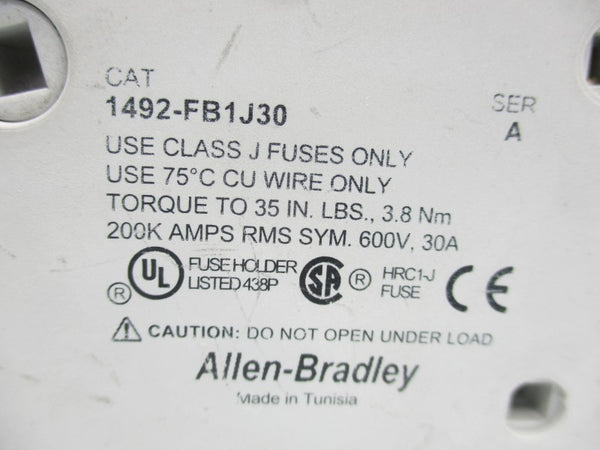 CAT
1492-FB1J30
SER
A
USE CLASS J FUSES ONLY
USE 75°C CU WIRE ONLY
TORQUE TO 35 IN. LBS., 3.8 Nm
200K AMPS RMS SYM. 600V, 30A
UL ® FUSE HOLDER
LISTED 438P
SA ® HRC1-J
FUSE
CE
CAUTION: DO NOT OPEN UNDER LOAD
Allen-Bradley
Made in Tunisia